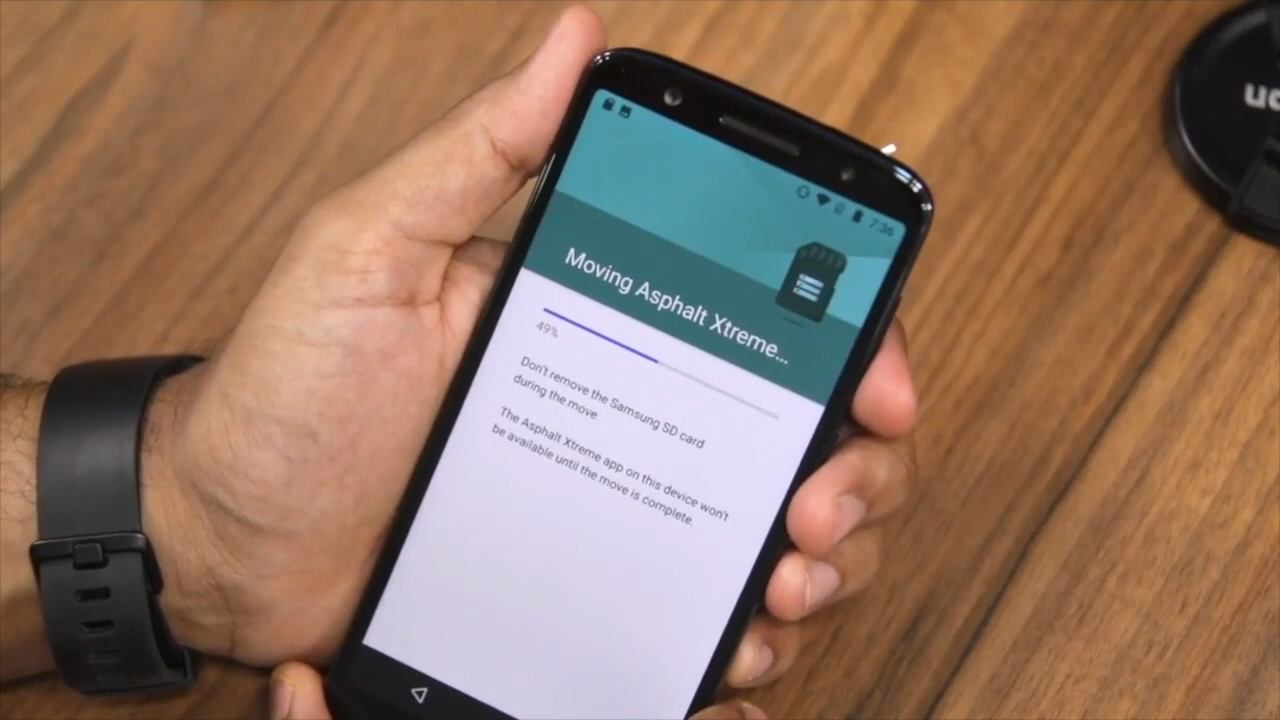 7:36
Moving Asphalt Xtreme...
49%
Don't remove the Samsung SD card
during the move.
The Asphalt Xtreme app on this device won't
be available until the move is complete.